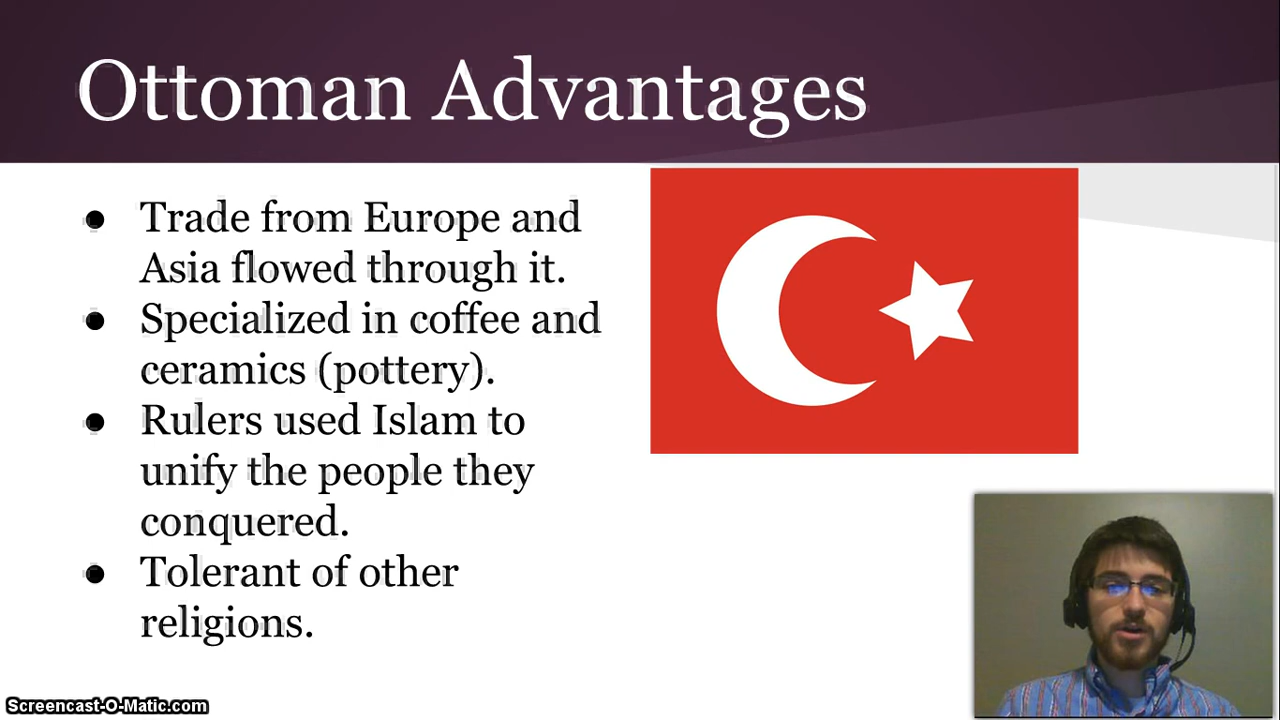 Ottoman Advantages
● Trade from Europe and
Asia flowed through it.
● Specialized in coffee and
ceramics (pottery).
● Rulers used Islam to
unify the people they
conquered.
● Tolerant of other
religions.
Screencast-O-Matic.com